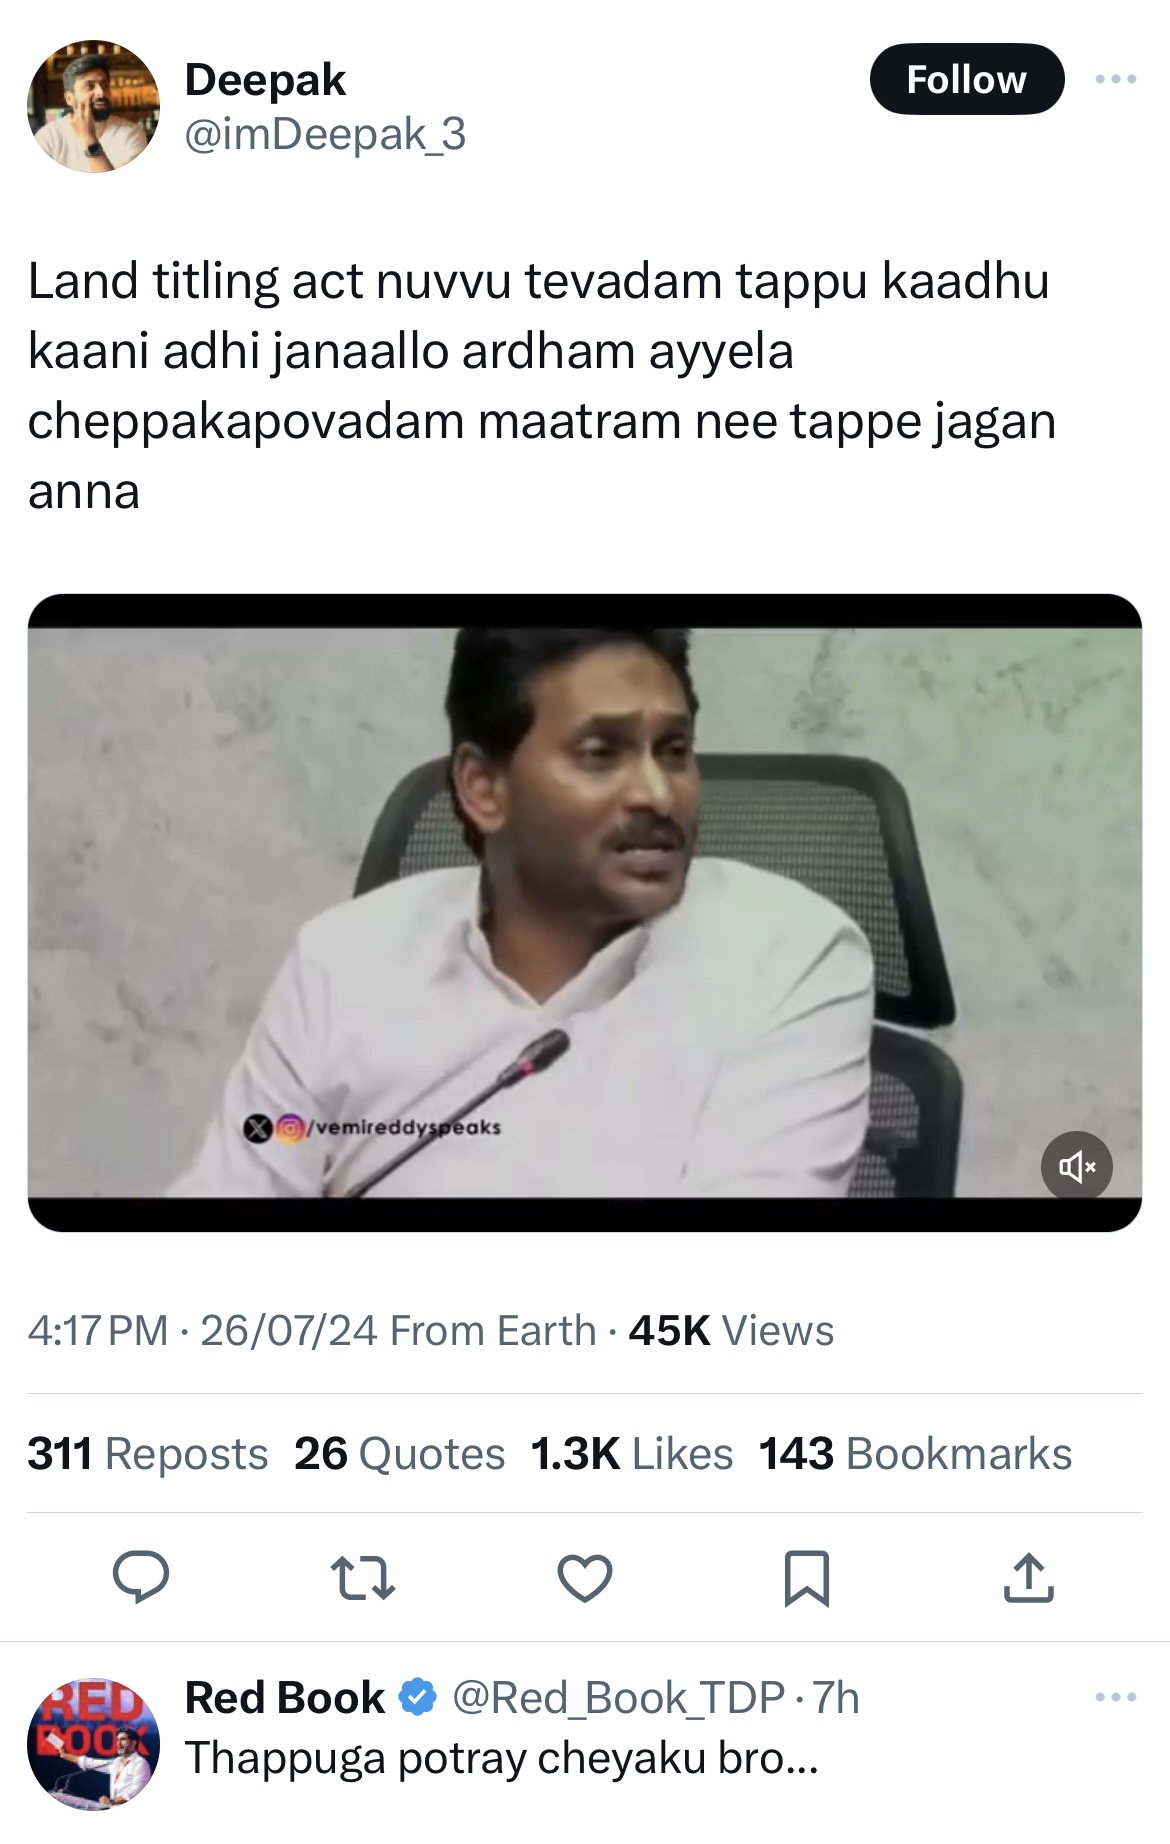 Deepak
Follow
@imDeepak_3
Land titling act nuvvu tevadam tappu kaadhu
kaani adhi janaallo ardham ayyela
cheppakapovadam maatram nee tappe jagan
anna
/vemireddyspeaks
4:17 PM · 26/07/24 From Earth · 45K Views
311 Reposts 26 Quotes 1.3K Likes 143 Bookmarks
RED
BOOK
Red Book @Red_Book_TDP · 7h
Thappuga potray cheyaku bro...